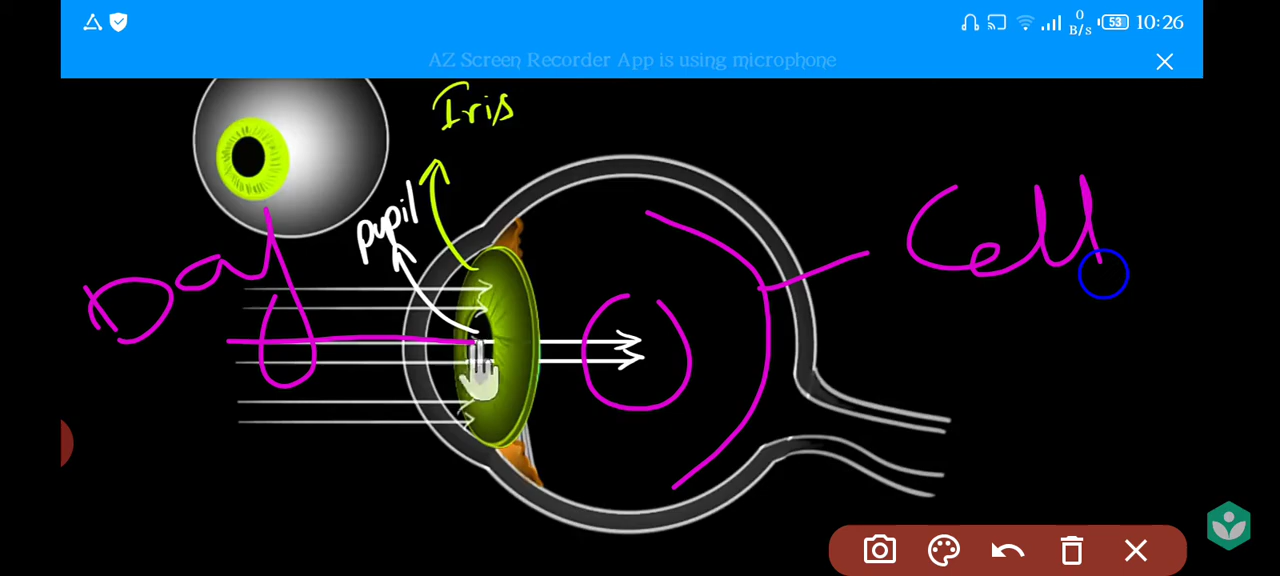 0
B/s
53
10:26
AZ Screen Recorder App is using microphone
Iris
pupil
Day
Cell